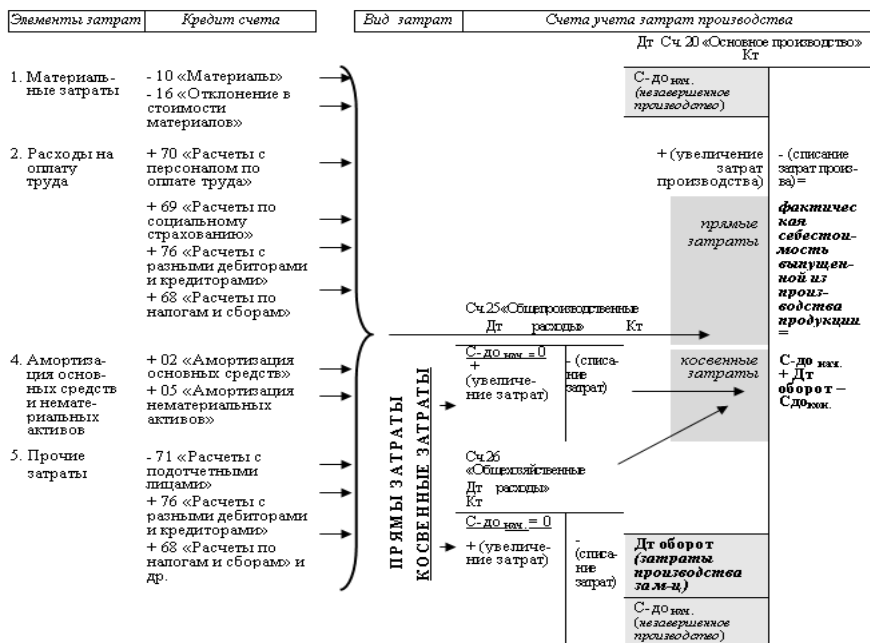 Элементы затрат
Кредит счета
Вид затрат
Счета учета затрат производства
Дт Сч. 20 «Основное производство»
Кт
1. Материаль-
ные затраты
- 10 «Материалы»
- 16 «Отклонение в
стоимости
материалов»
С-до нач.
(незавершенное
производство)
2. Расходы на
оплату
труда
+ 70 «Расчеты с
персоналом по
оплате труда»
+ 69 «Расчеты по
социальному
страхованию»
+ 76 «Расчеты с
разными дебиторами
и кредиторами»
+ 68 «Расчеты по
налогам и сборам»
+ (увеличение
затрат
производства)
- (списание
затрат произв-
ва) =
прямые
затраты
фактичес
кая
себестои-
мость
выпущен-
ной из
произ-
водства
продукции
=
Сч.25 «Общепроизводственные
Дт расходы» Кт
4. Амортиза-
ция основ-
ных средств
и немате-
риальных
активов
+ 02 «Амортизация
основных средств»
+ 05 «Амортизация
нематериальных
активов»
ПРЯМЫ ЗАТРАТЫ
КОСВЕННЫЕ ЗАТРАТЫ
С-до нач. = 0
+
(увеличе-
ние затрат)
- (списа-
ние
затрат)
косвенные
затраты
С-до нач.
+ Дт
оборот –
Сдо кон.
5. Прочие
затраты
- 71 «Расчеты с
подотчетными
лицами»
+ 76 «Расчеты с
разными дебиторами
и кредиторами»
+ 68 «Расчеты по
налогам и сборам» и
др.
Сч.26
«Общехозяйственные
Дт расходы»
Кт
С-до нач. = 0
+ (увеличе-
ние затрат)
-
(списа-
ние
затрат)
Дт оборот
(затраты
производства
за м-ц)
С-до нач.
(незавершенное
производство)